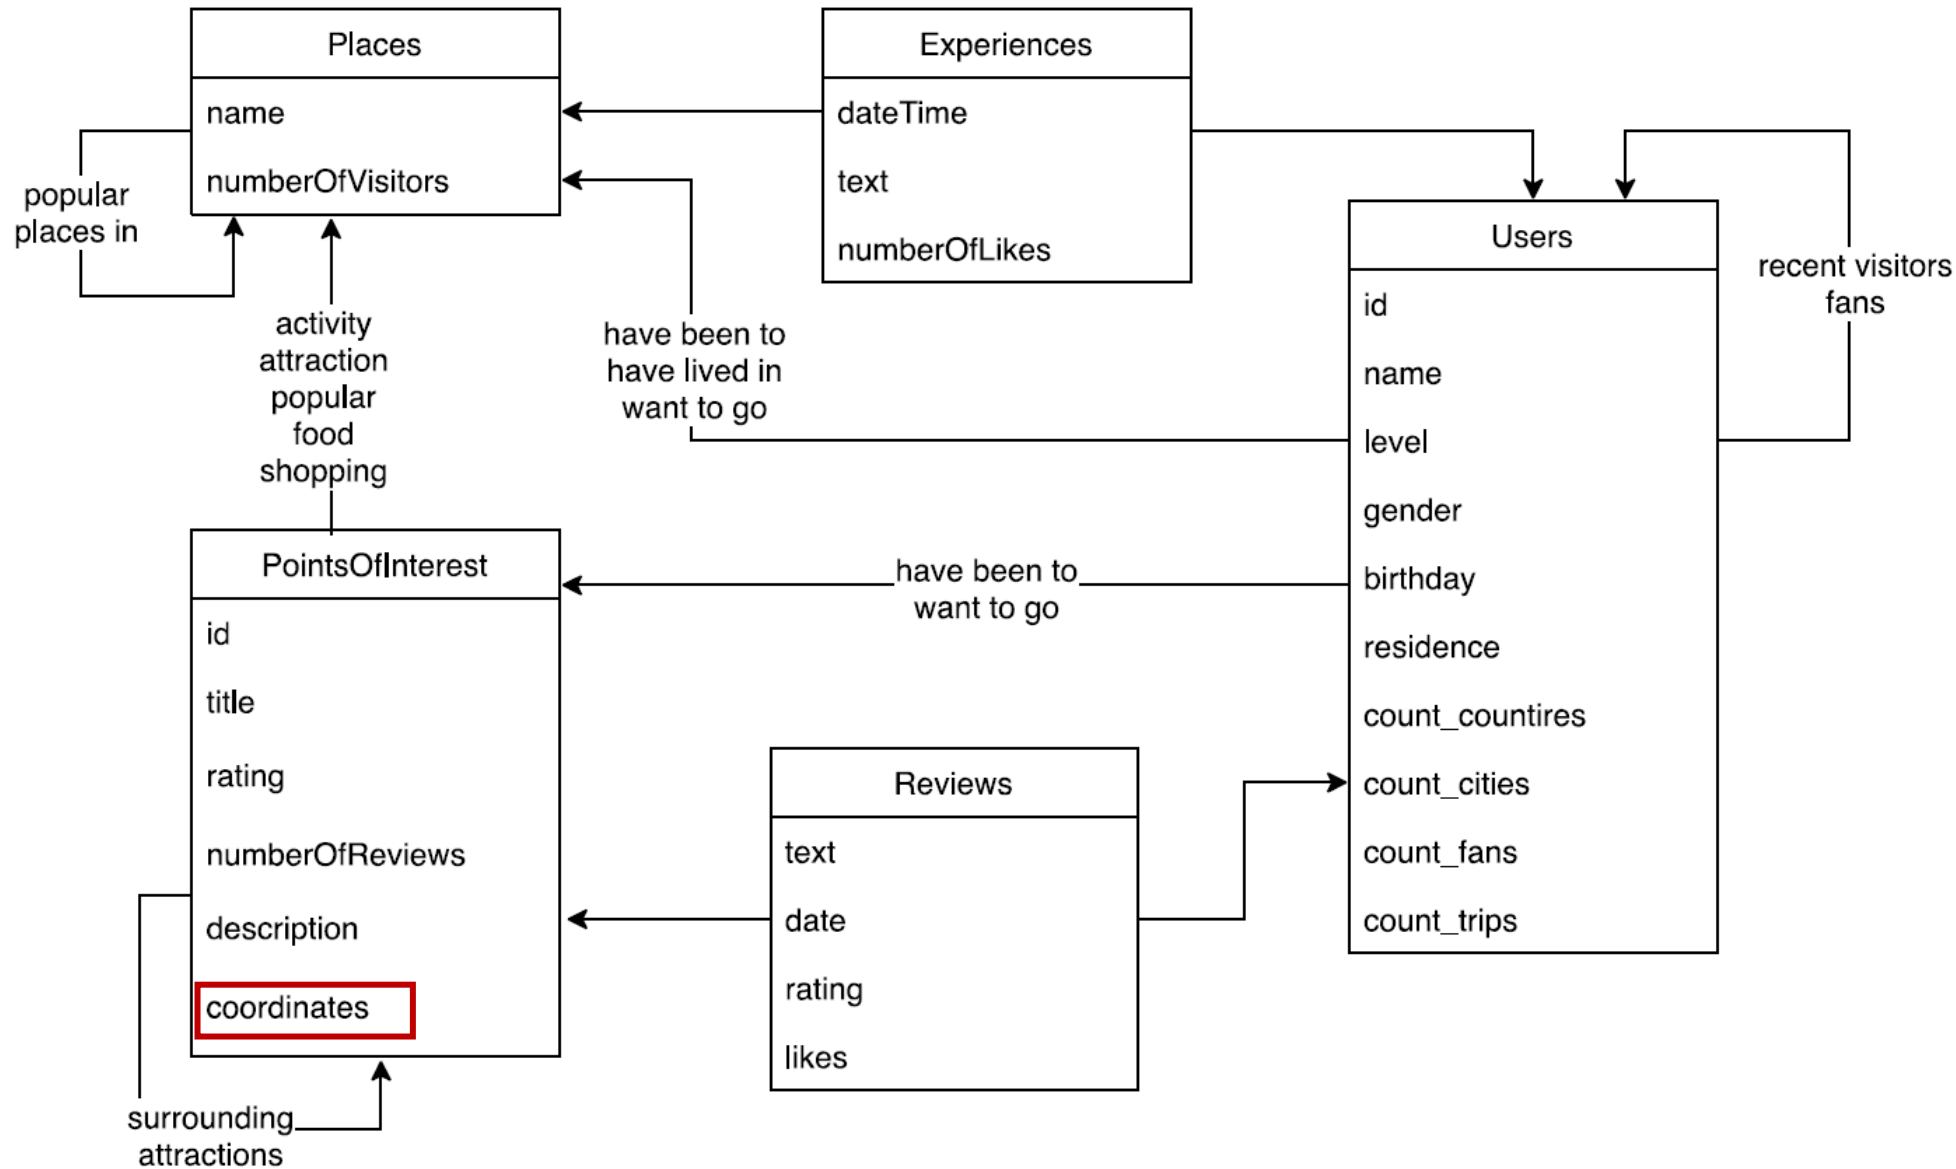 Places
name
numberOfVisitors
popular
places in
Experiences
dateTime
text
numberOfLikes
Users
id
name
level
gender
birthday
residence
count_countires
count_cities
count_fans
count_trips
recent visitors
fans
activity
attraction
popular
food
shopping
have been to
have lived in
want to go
PointsOfInterest
id
title
rating
numberOfReviews
description
coordinates
have been to
want to go
Reviews
text
date
rating
likes
surrounding
attractions